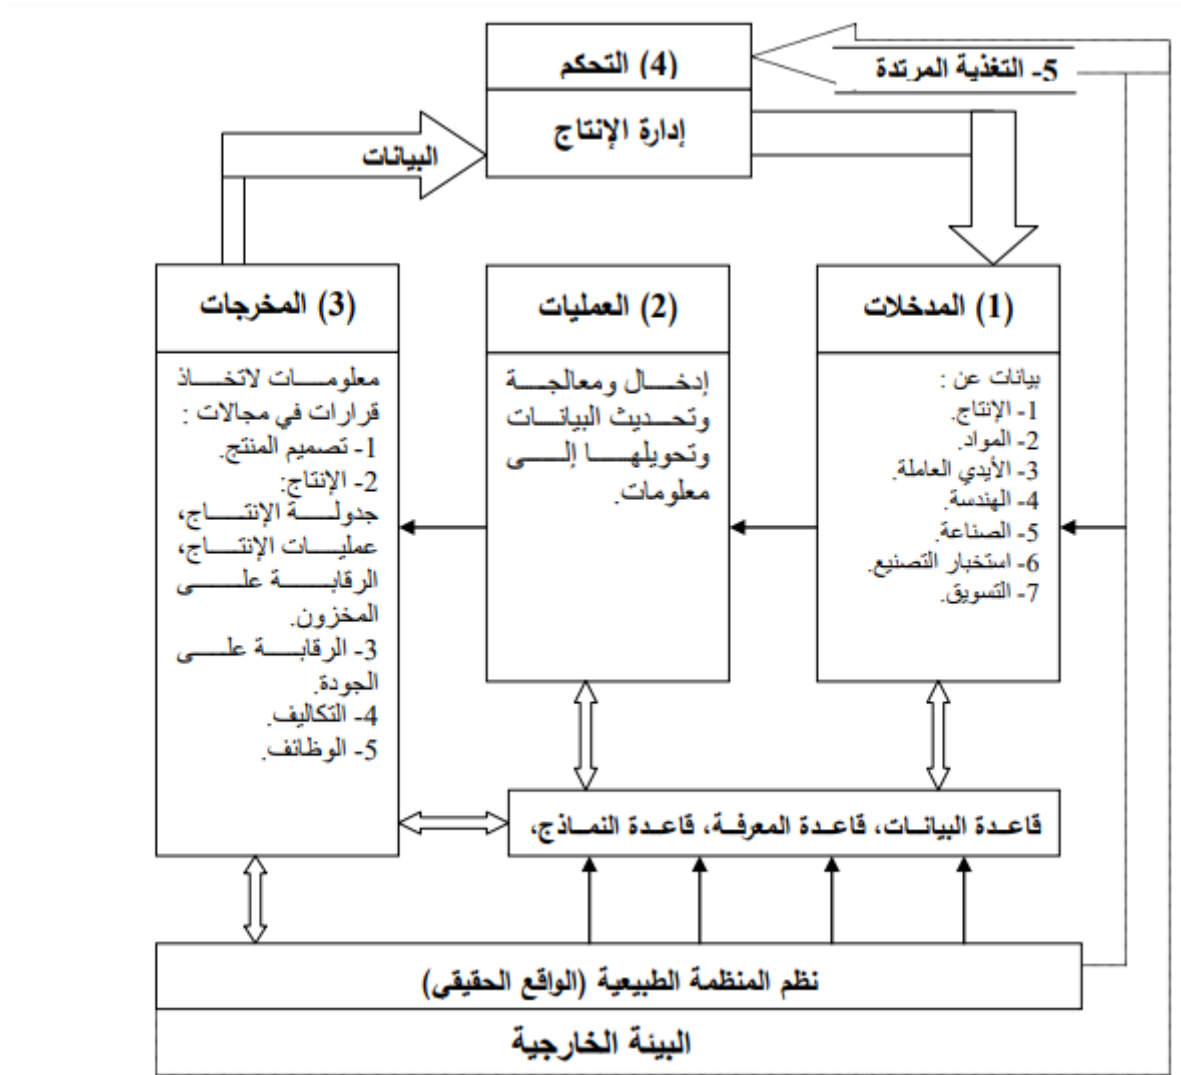 (4) التحكم
إدارة الإنتاج
5- التغذية المرتدة
البيانات
(1) المدخلات
بيانات عن :
1- الإنتاج.
2- المواد.
3- الأيدي العاملة.
4- الهندسة.
5- الصناعة.
6- استخبار التصنيع.
7- التسويق.
(2) العمليات
إدخال ومعالجة
وتحديث البيانات
وتحويلها إلى
معلومات.
(3) المخرجات
معلومات لاتخاذ
قرارات في مجالات :
1- تصميم المنتج.
2- الإنتاج:
جدولة الإنتاج،
عمليات الإنتاج،
الرقابة على
المخزون.
3- الرقابة على
الجودة.
4- التكاليف.
5- الوظائف.
قاعدة البيانات، قاعدة المعرفة، قاعدة النماذج،
نظم المنظمة الطبيعية (الواقع الحقيقي)
البيئة الخارجية